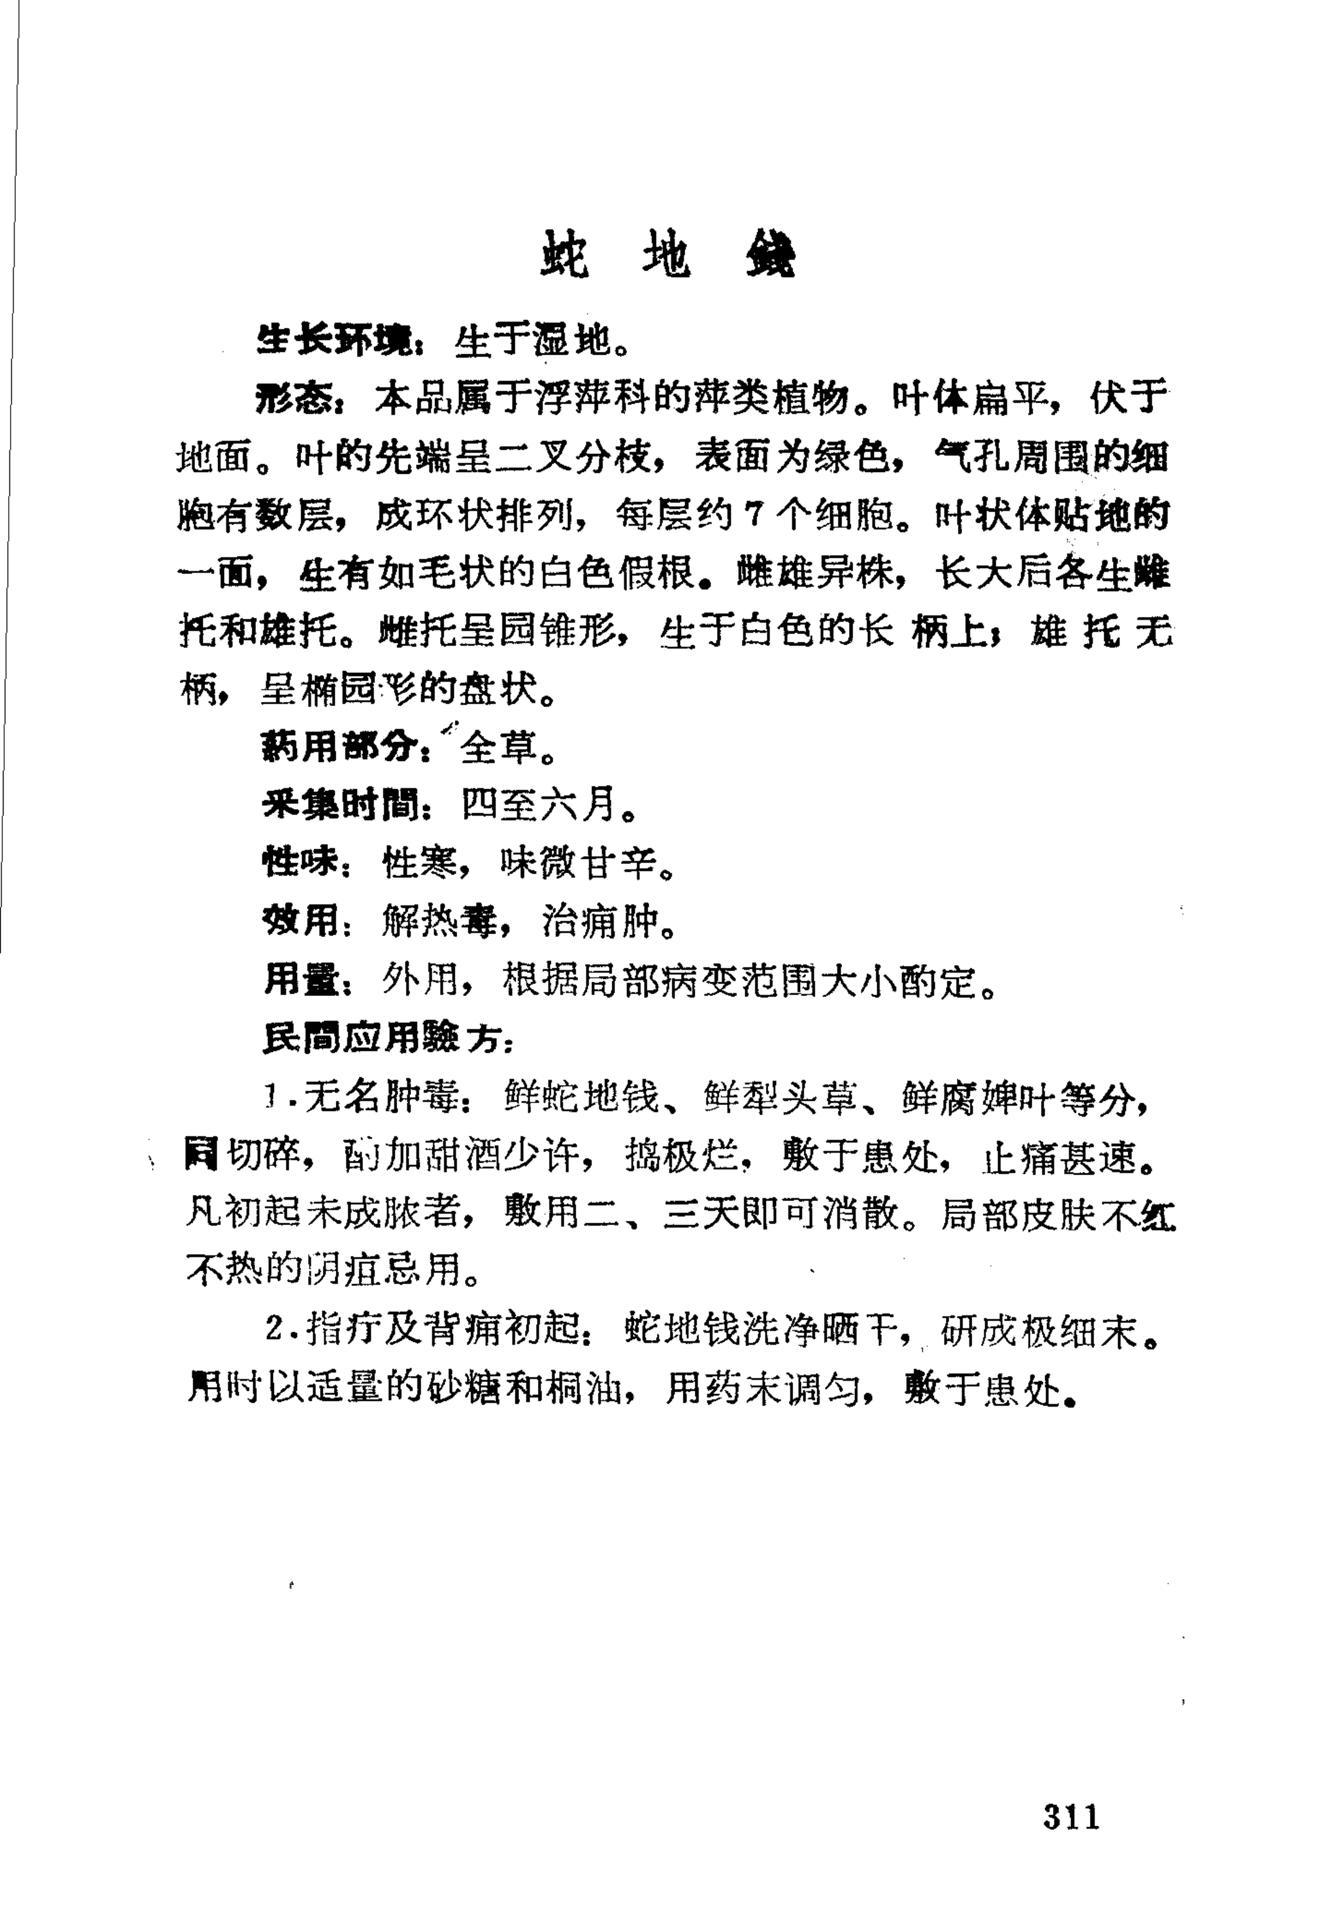 蛇地錢
生长环境：生于湿地。
形态：本品属于浮萍科的萍类植物。叶体扁平，伏于
地面。叶的先端呈二叉分枝，表面为绿色，气孔周围的细
胞有数层，成环状排列，每层约7个细胞。叶状体贴地的
一面，生有如毛状的白色假根。雌雄异株，长大后各生雌
托和雄托。雌托呈园锥形，生于白色的长柄上；雄托无
柄，呈椭园形的盘状。
药用部分：全草。
采集时間：四至六月。
性味：性寒，味微甘辛。
效用：解热毒，治痈肿。
用量：外用，根据局部病变范围大小酌定。
民間应用驗方：
1.无名肿毒：鲜蛇地钱、鲜犁头草、鲜腐婢叶等分，
同切碎，酌加甜酒少许，捣极烂，敷于患处，止痛甚速。
凡初起未成脓者，敷用二、三天即可消散。局部皮肤不红
不热的阴疽忌用。
2.指疔及背痈初起：蛇地钱洗净晒干，研成极细末。
用时以适量的砂糖和桐油，用药末调匀，敷于患处。
311